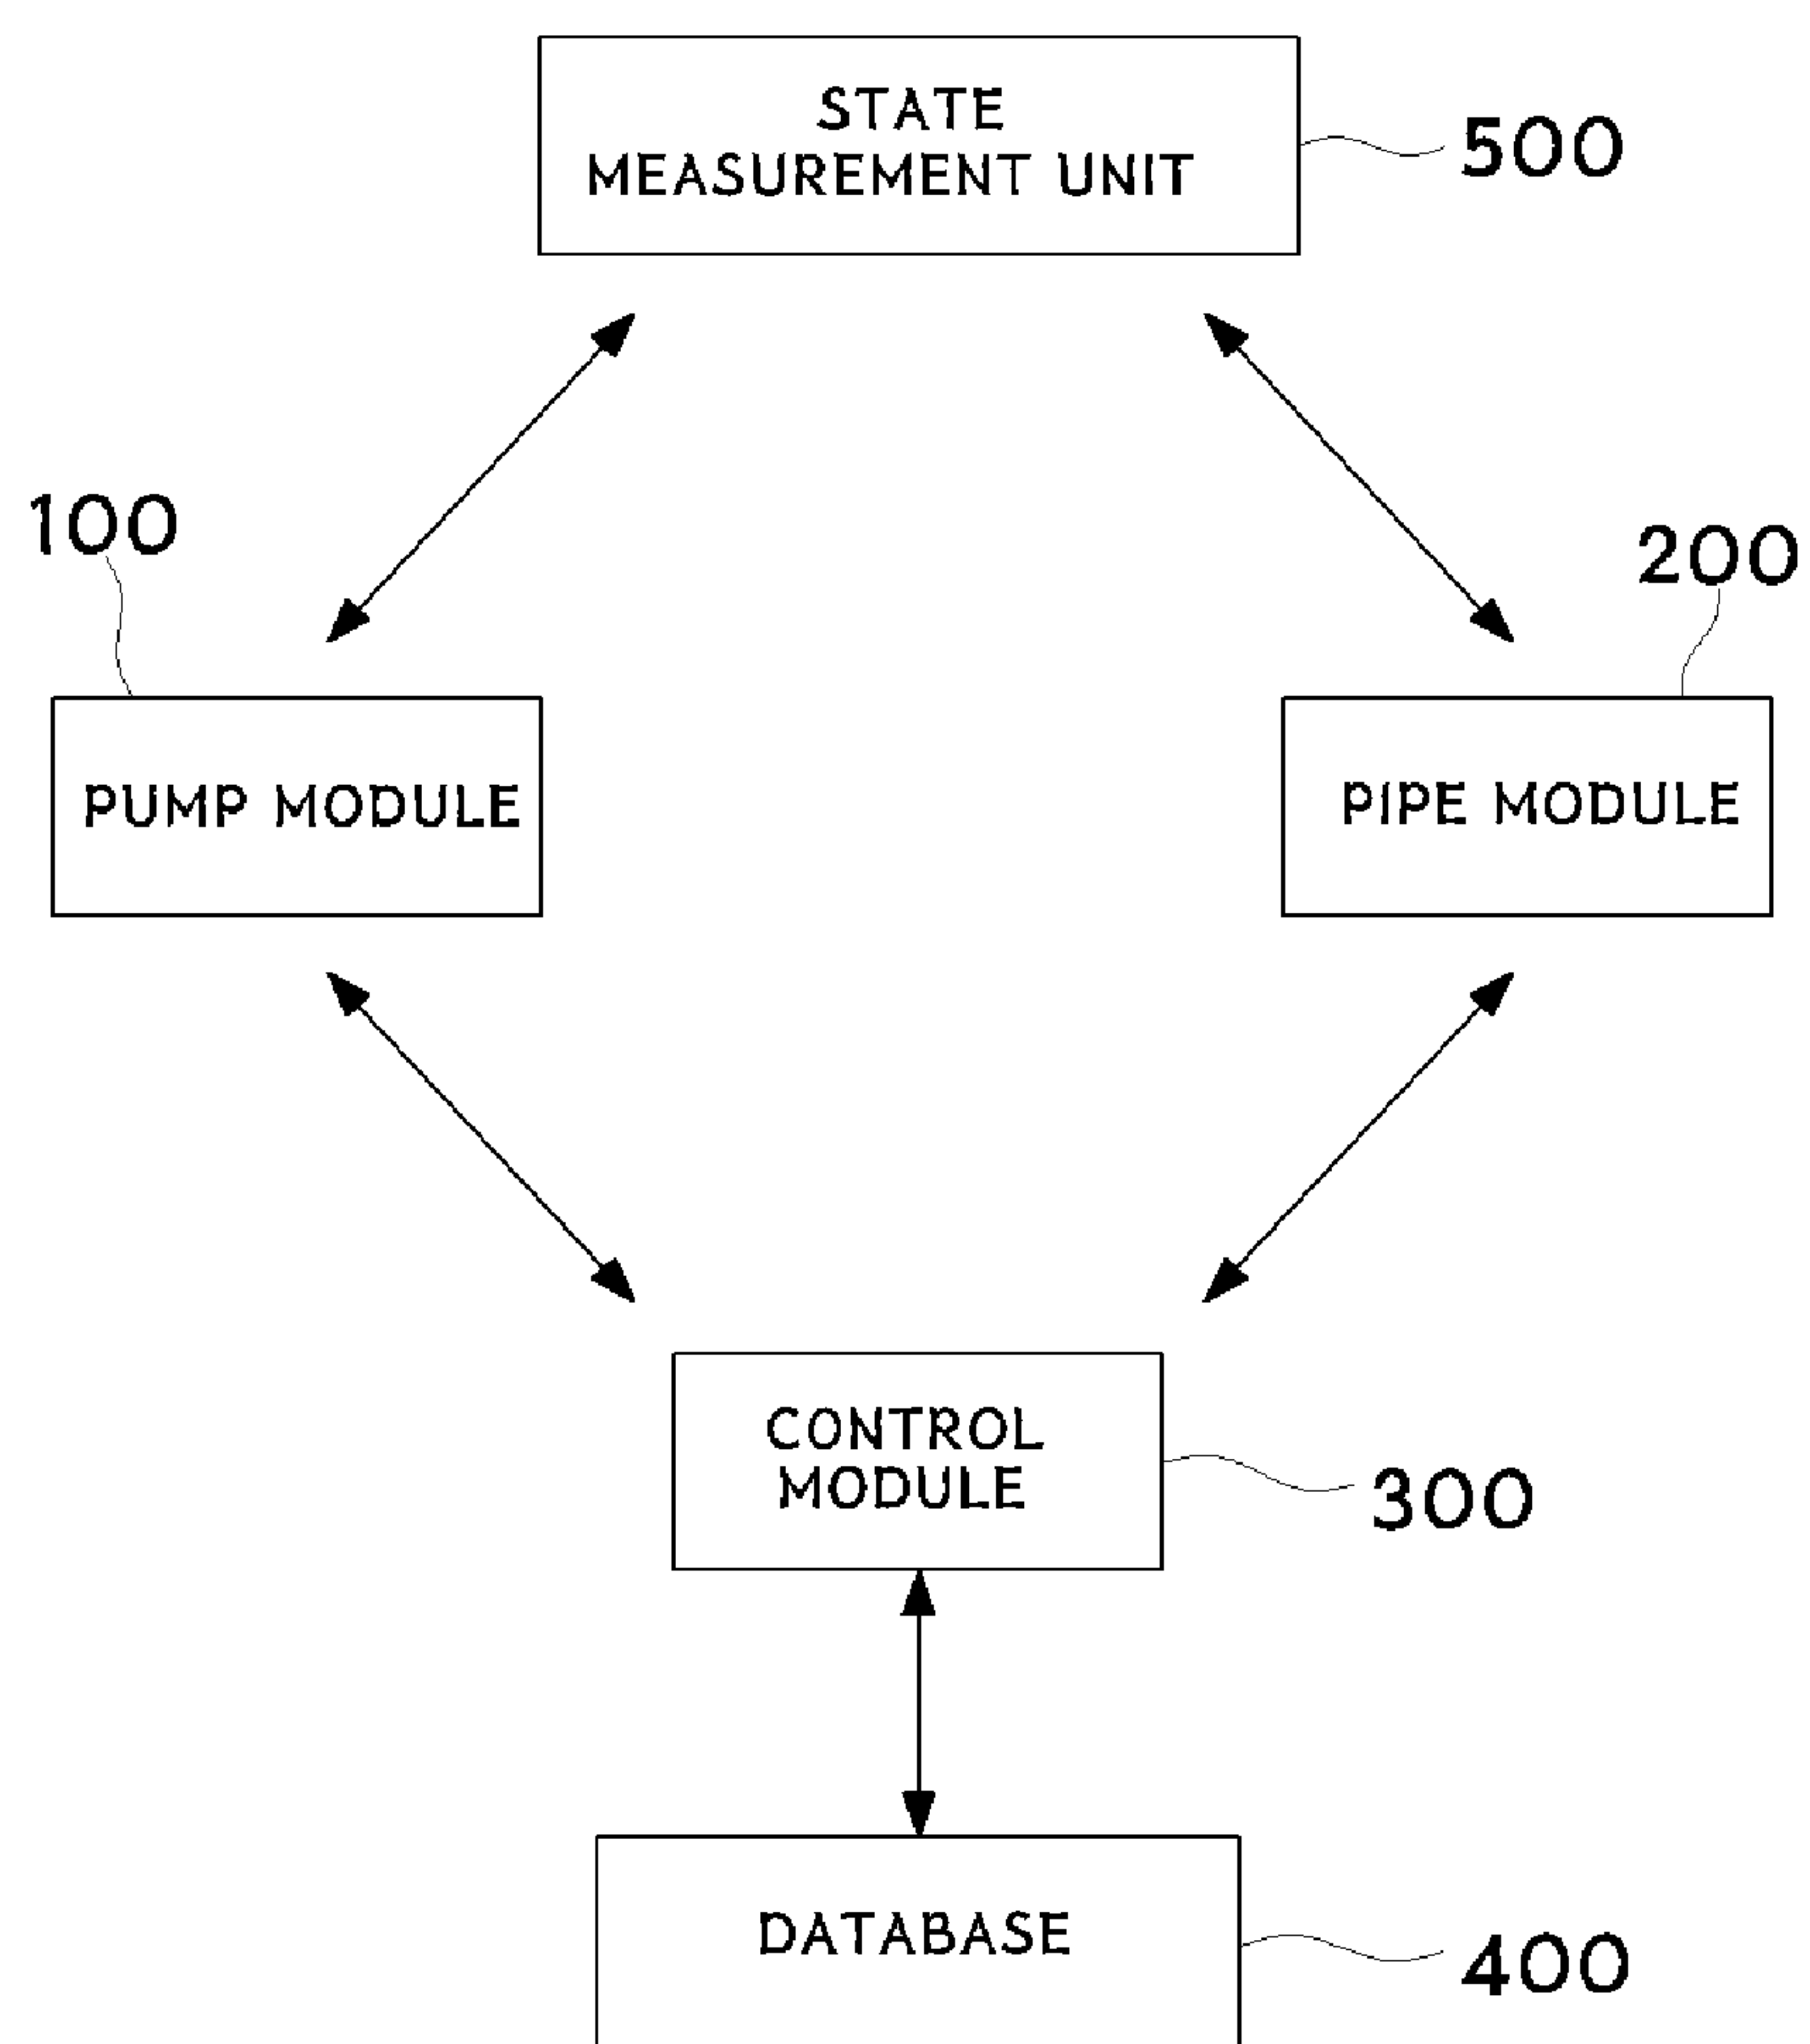 STATE
MEASUREMENT UNIT
500
100
200
PUMP MODULE
PIPE MODULE
CONTROL
MODULE
300
DATABASE
400